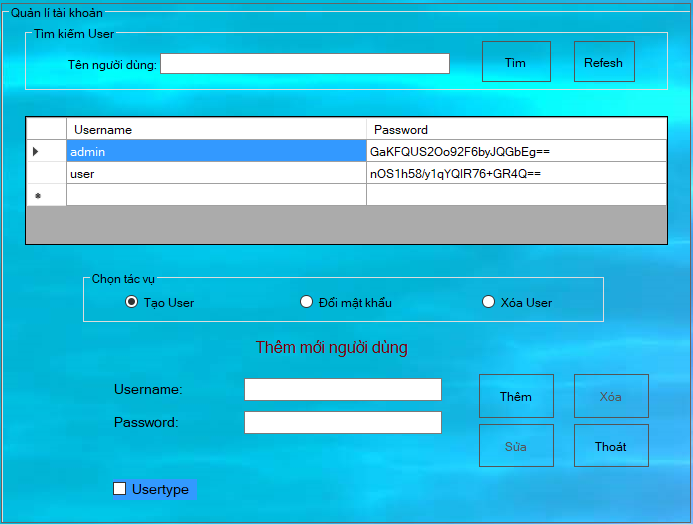 Quản lí tài khoản
Tìm kiếm User
Tên người dùng: Tìm Refesh
Username Password
admin GaKFQUS2Oo92F6byJQGbEg==
user nOS1h58/y1qYQIR76+GR4Q==
Chọn tác vụ
Tạo User Đổi mật khẩu Xóa User
Thêm mới người dùng
Username: Thêm Xóa
Password: Sửa Thoát
Usertype